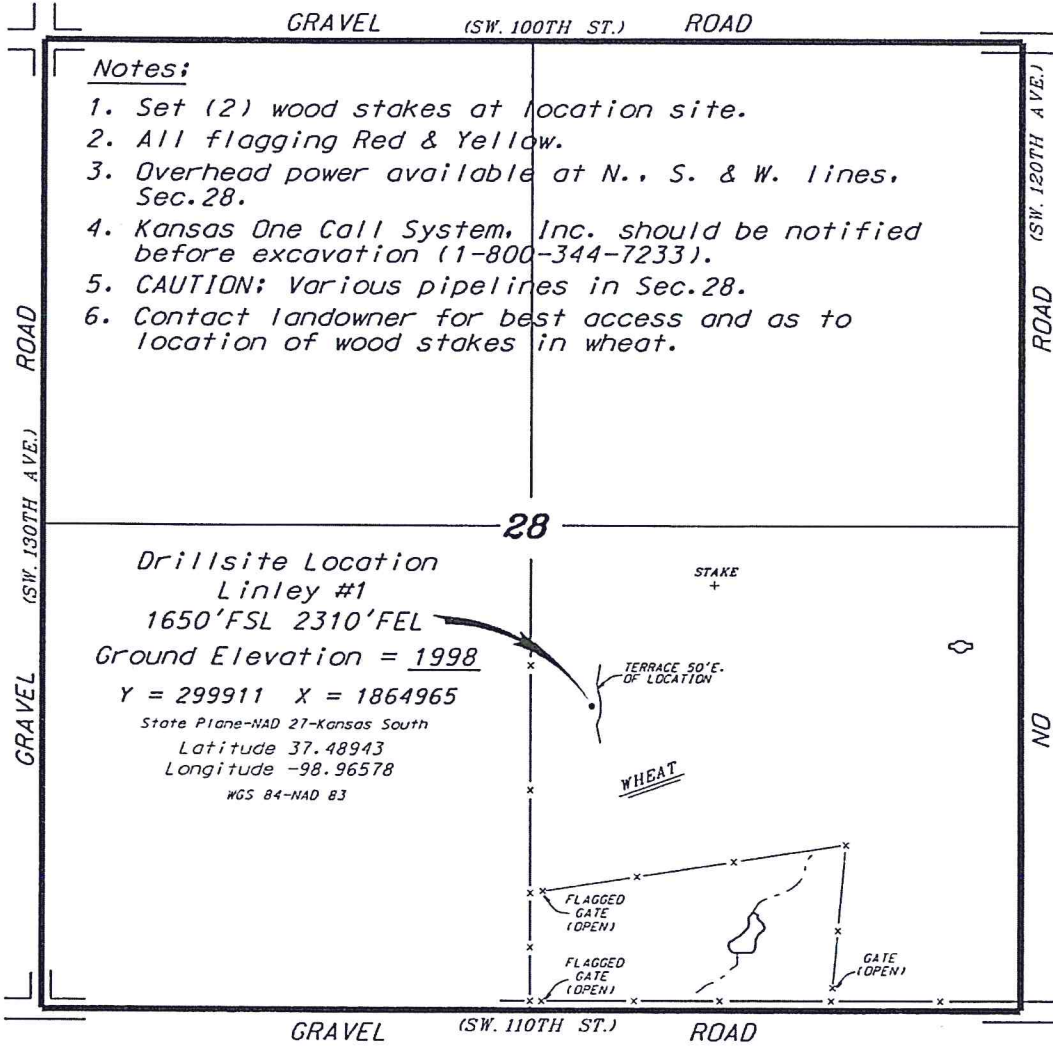 GRAVEL (SW. 100TH ST.) ROAD
Notes:
1. Set (2) wood stakes at location site.
2. All flagging Red & Yellow.
3. Overhead power available at N., S. & W. lines,
Sec.28.
4. Kansas One Call System, Inc. should be notified
before excavation (1-800-344-7233).
5. CAUTION: Various pipelines in Sec.28.
6. Contact landowner for best access and as to
location of wood stakes in wheat.
GRAVEL (SW. 130TH AVE.) ROAD
NO ROAD (SW. 120TH AVE.)
28
Drillsite Location
Linley #1
1650'FSL 2310'FEL
Ground Elevation = 1998
Y = 299911 X = 1864965
State Plane-NAD 27-Kansas South
Latitude 37.48943
Longitude -98.96578
WGS 84-NAD 83
STAKE
TERRACE 50'E.
OF LOCATION
WHEAT
FLAGGED
GATE
(OPEN)
FLAGGED
GATE
(OPEN)
GATE
(OPEN)
GRAVEL (SW. 110TH ST.) ROAD